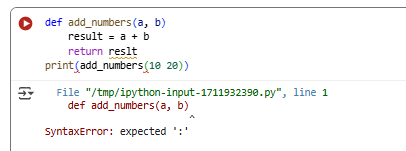 def add_numbers(a, b)
    result = a + b
    return reslt
print(add_numbers(10 20))
  File "/tmp/ipython-input-1711932390.py", line 1
    def add_numbers(a, b)
                         ^
SyntaxError: expected ':'